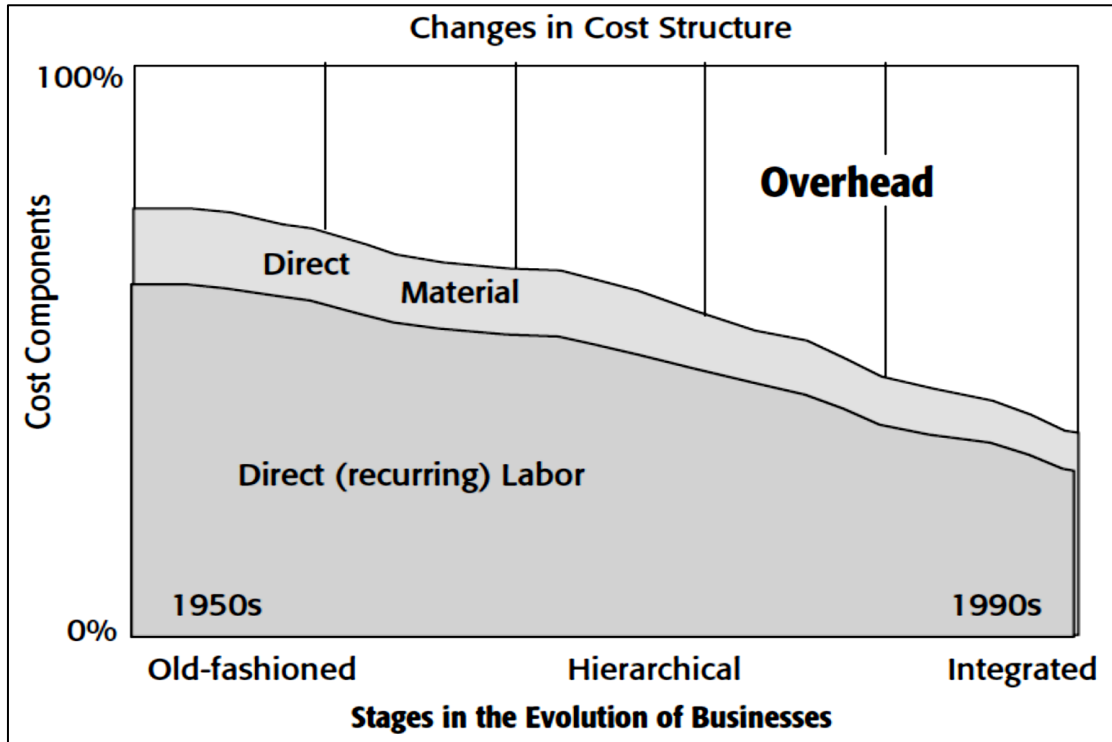 Changes in Cost Structure
100%
Overhead
Cost Components
Direct
Material
Direct (recurring) Labor
1950s
1990s
0%
Old-fashioned
Hierarchical
Integrated
Stages in the Evolution of Businesses